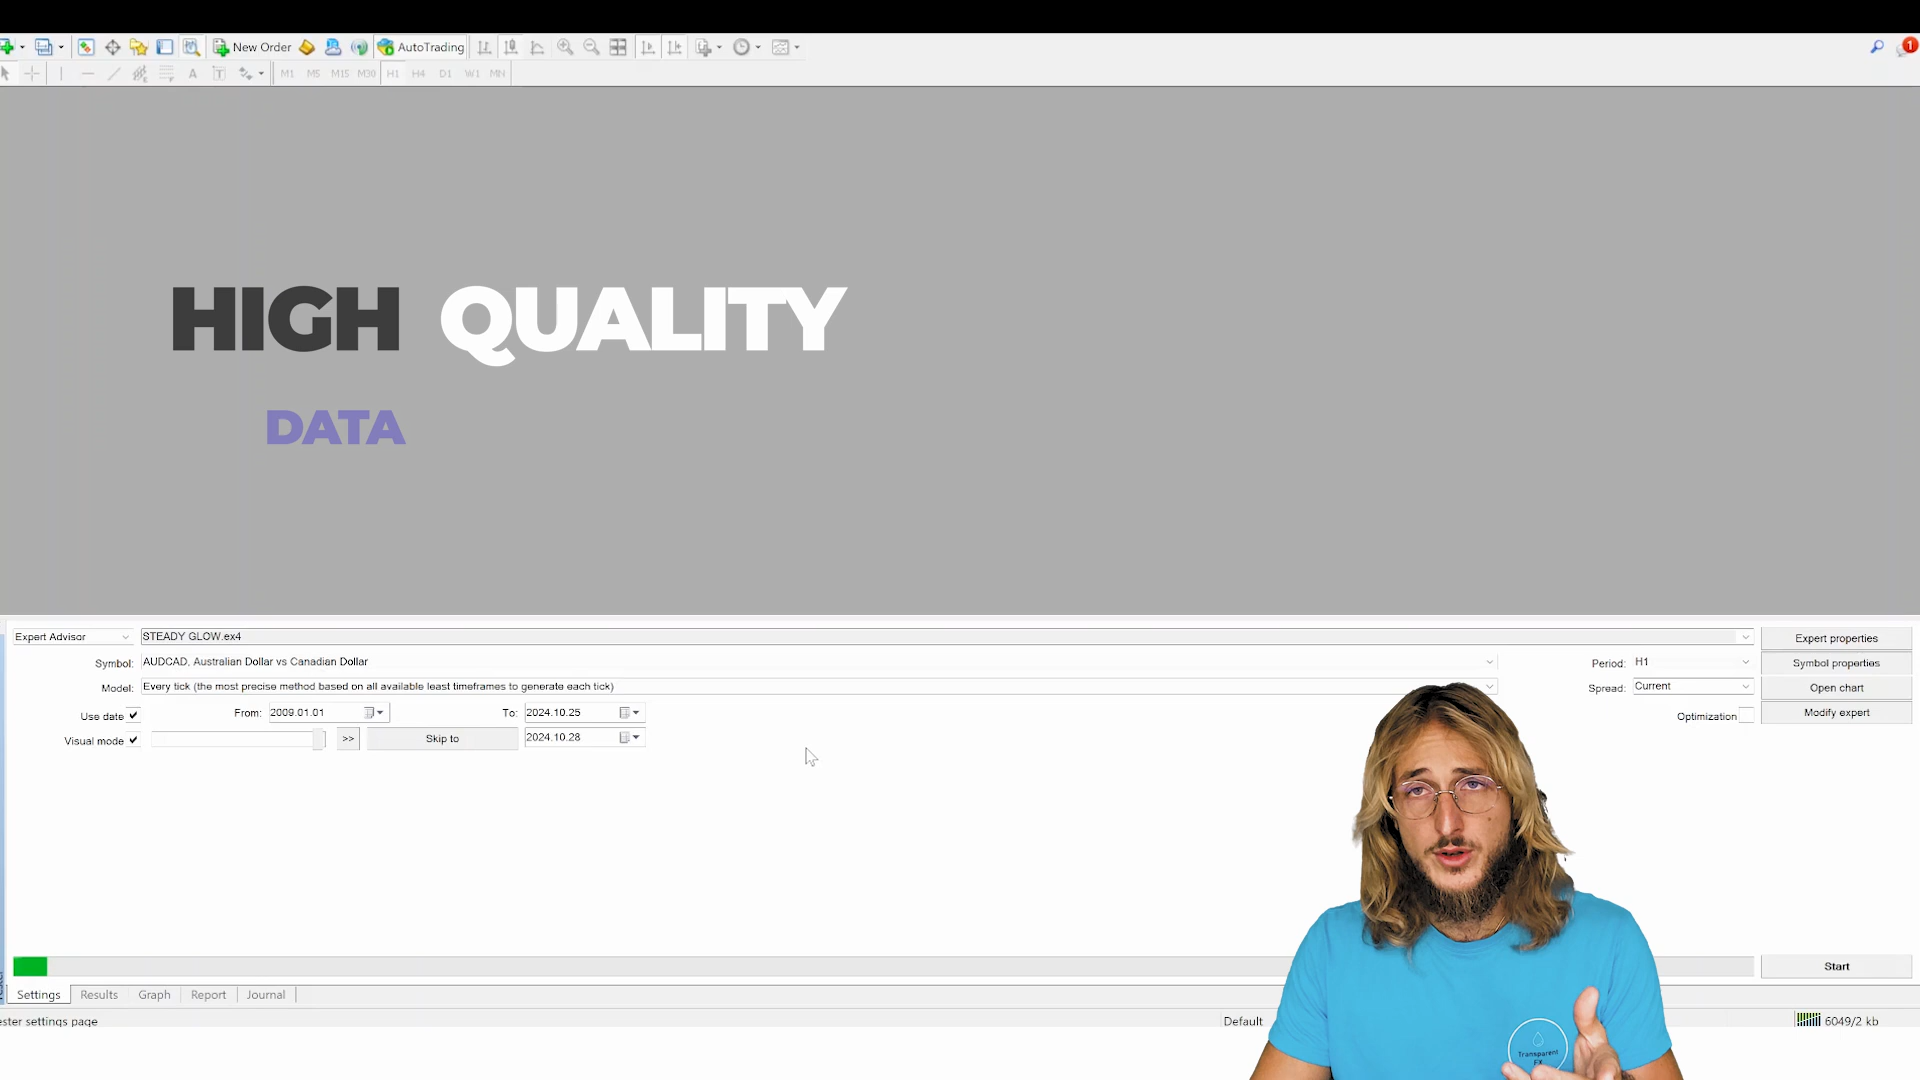 New Order AutoTrading 1
A T M1 M5 M15 M30 H1 H4 D1 W1 MN
HIGH QUALITY
DATA
Expert Advisor STEADY GLOW.ex4 Expert properties
Symbol: AUDCAD, Australian Dollar vs Canadian Dollar Period: H1 Symbol properties
Model: Every tick (the most precise method based on all available least timeframes to generate each tick) Spread: Current Open chart
Use date From: 2009.01.01 To: 2024.10.25 Optimization Modify expert
Visual mode >> Skip to 2024.10.28
Start
Settings Results Graph Report Journal
ester settings page Default 6049/2 kb
Transparent
FX